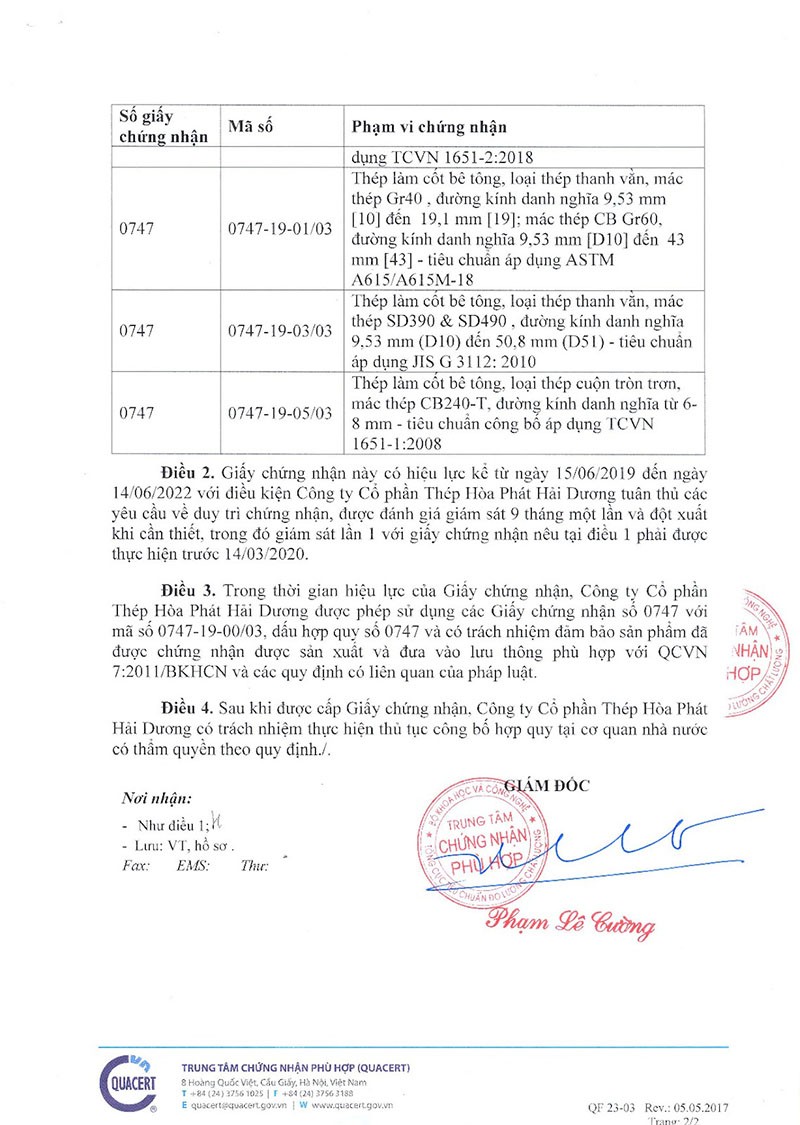 Số giấy chứng nhận
Mã số
Phạm vi chứng nhận
dụng TCVN 1651-2:2018
0747
0747-19-01/03
Thép làm cốt bê tông, loại thép thanh vằn, mác
thép Gr40 , đường kính danh nghĩa 9,53 mm
[10] đến 19,1 mm [19]; mác thép CB Gr60,
đường kính danh nghĩa 9,53 mm [D10] đến 43
mm [43] - tiêu chuẩn áp dụng ASTM
A615/A615M-18
0747
0747-19-03/03
Thép làm cốt bê tông, loại thép thanh vằn, mác
thép SD390 & SD490 , đường kính danh nghĩa
9,53 mm (D10) đến 50,8 mm (D51) - tiêu chuẩn
áp dụng JIS G 3112: 2010
0747
0747-19-05/03
Thép làm cốt bê tông, loại thép cuộn tròn trơn,
mác thép CB240-T, đường kính danh nghĩa từ 6-
8 mm - tiêu chuẩn công bố áp dụng TCVN
1651-1:2008
Điều 2. Giấy chứng nhận này có hiệu lực kể từ ngày 15/06/2019 đến ngày
14/06/2022 với điều kiện Công ty Cổ phần Thép Hòa Phát Hải Dương tuân thủ các
yêu cầu về duy trì chứng nhận, được đánh giá giám sát 9 tháng một lần và đột xuất
khi cần thiết, trong đó giám sát lần 1 với giấy chứng nhận nêu tại điều 1 phải được
thực hiện trước 14/03/2020.
Điều 3. Trong thời gian hiệu lực của Giấy chứng nhận, Công ty Cổ phần
Thép Hòa Phát Hải Dương được phép sử dụng các Giấy chứng nhận số 0747 với
mã số 0747-19-00/03, dấu hợp quy số 0747 và có trách nhiệm đảm bảo sản phẩm đã
được chứng nhận được sản xuất và đưa vào lưu thông phù hợp với QCVN
7:2011/BKHCN và các quy định có liên quan của pháp luật.
Điều 4. Sau khi được cấp Giấy chứng nhận, Công ty Cổ phần Thép Hòa Phát
Hải Dương có trách nhiệm thực hiện thủ tục công bố hợp quy tại cơ quan nhà nước
có thẩm quyền theo quy định./.
Nơi nhận:
- Như điều 1;
- Lưu: VT, hồ sơ .
Fax: EMS: Thư:
GIÁM ĐỐC
BỘ KHOA HỌC VÀ CÔNG NGHỆ
TRUNG TÂM
CHỨNG NHẬN
PHÙ HỢP
TỔNG CỤC TIÊU CHUẨN ĐO LƯỜNG CHẤT LƯỢNG
Phạm Lê Cường
TÂM
NHẬN
HỢP
LƯỜNG CHẤT LƯỢNG
QUACERT
TRUNG TÂM CHỨNG NHẬN PHÙ HỢP (QUACERT)
8 Hoàng Quốc Việt, Cầu Giấy, Hà Nội, Việt Nam
T +84 (24) 3756 1025 | F +84 (24) 3756 3188
E quacert@quacert.gov.vn | W www.quacert.gov.vn
QF 23-03 Rev.: 05.05.2017
Trang: 2/2